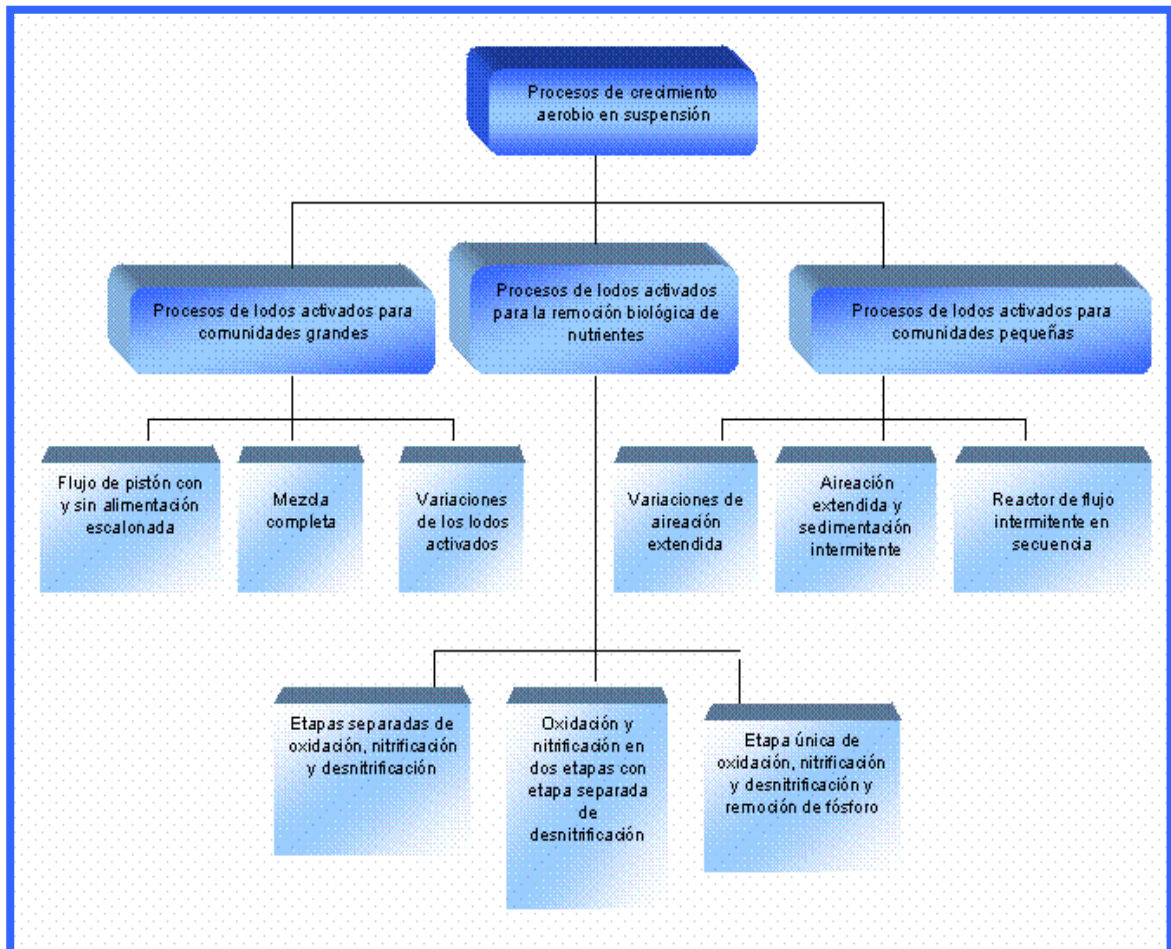 Procesos de crecimiento
aerobio en suspensión
Procesos de lodos activados para
comunidades grandes
Procesos de lodos activados
para la remoción biológica de
nutrientes
Procesos de lodos activados para
comunidades pequeñas
Flujo de pistón con
y sin alimentación
escalonada
Mezcla
completa
Variaciones
de los lodos
activados
Variaciones de
aireación
extendida
Aireación
extendida y
sedimentación
intermitente
Reactor de flujo
intermitente en
secuencia
Etapas separadas de
oxidación, nitrificación
y desnitrificación
Oxidación y
nitrificación en
dos etapas con
etapa separada
de
desnitrificación
Etapa única de
oxidación, nitrificación
y desnitrificación y
remoción de fósforo